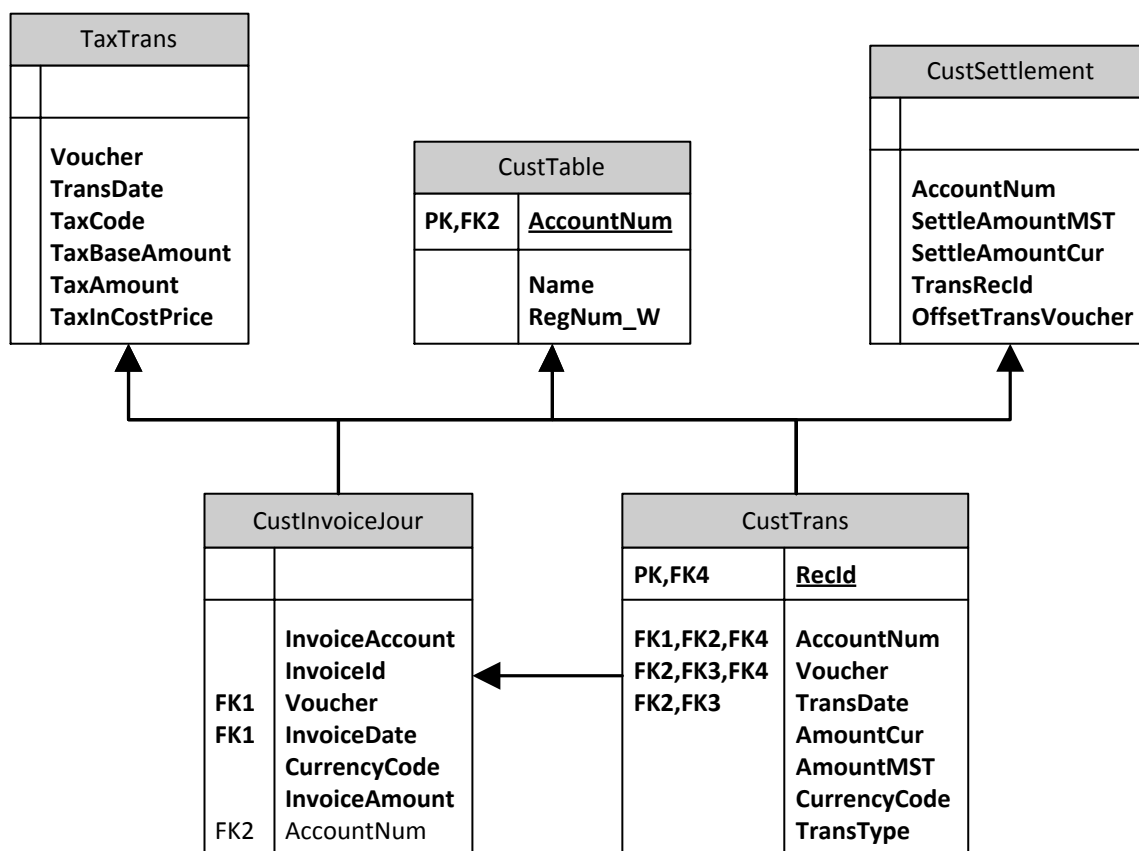 TaxTrans
Voucher
TransDate
TaxCode
TaxBaseAmount
TaxAmount
TaxInCostPrice
CustTable
PK,FK2 AccountNum
Name
RegNum_W
CustSettlement
AccountNum
SettleAmountMST
SettleAmountCur
TransRecId
OffsetTransVoucher
CustInvoiceJour
InvoiceAccount
InvoiceId
FK1 Voucher
FK1 InvoiceDate
CurrencyCode
InvoiceAmount
FK2 AccountNum
CustTrans
PK,FK4 RecId
FK1,FK2,FK4 AccountNum
FK2,FK3,FK4 Voucher
FK2,FK3 TransDate
AmountCur
AmountMST
CurrencyCode
TransType